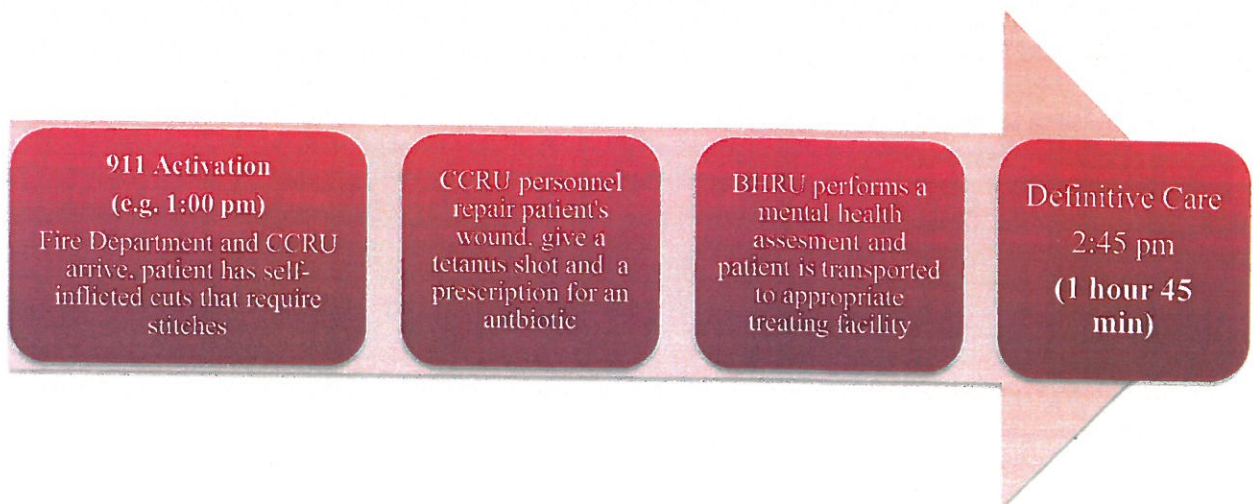 911 Activation
(e.g. 1:00 pm)
Fire Department and CCRU
arrive, patient has self-
inflicted cuts that require
stitches
CCRU personnel
repair patient's
wound, give a
tetanus shot and a
prescription for an
antbiotic
BHRU performs a
mental health
assesment and
patient is transported
to appropriate
treating facility
Definitive Care
2:45 pm
(1 hour 45
min)